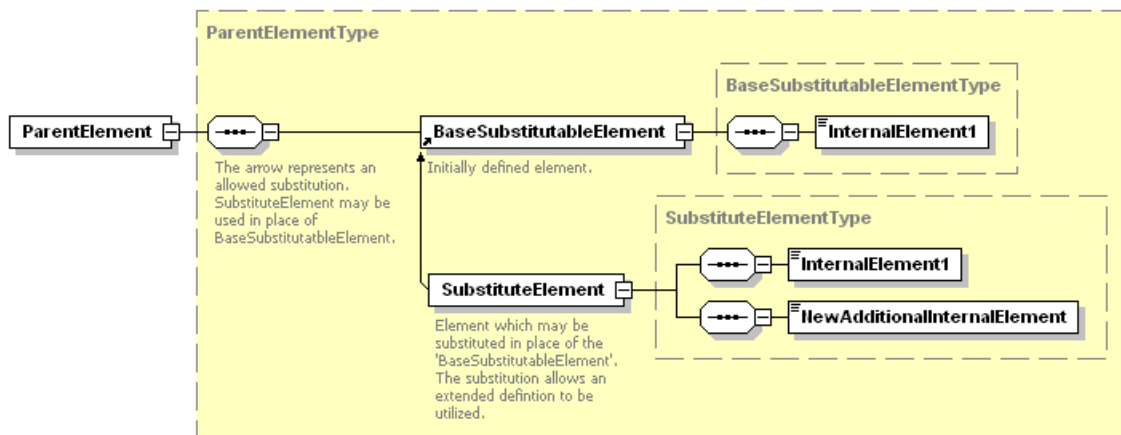 ParentElementType
BaseSubstitutableElementType
ParentElement
BaseSubstitutableElement
InternalElement1
The arrow represents an
allowed substitution.
SubstituteElement may be
used in place of
BaseSubstitutatbleElement.
Initially defined element.
SubstituteElementType
InternalElement1
SubstituteElement
NewAdditionalInternalElement
Element which may be
substituted in place of the
'BaseSubstitutableElement'.
The substitution allows an
extended defintion to be
utilized.